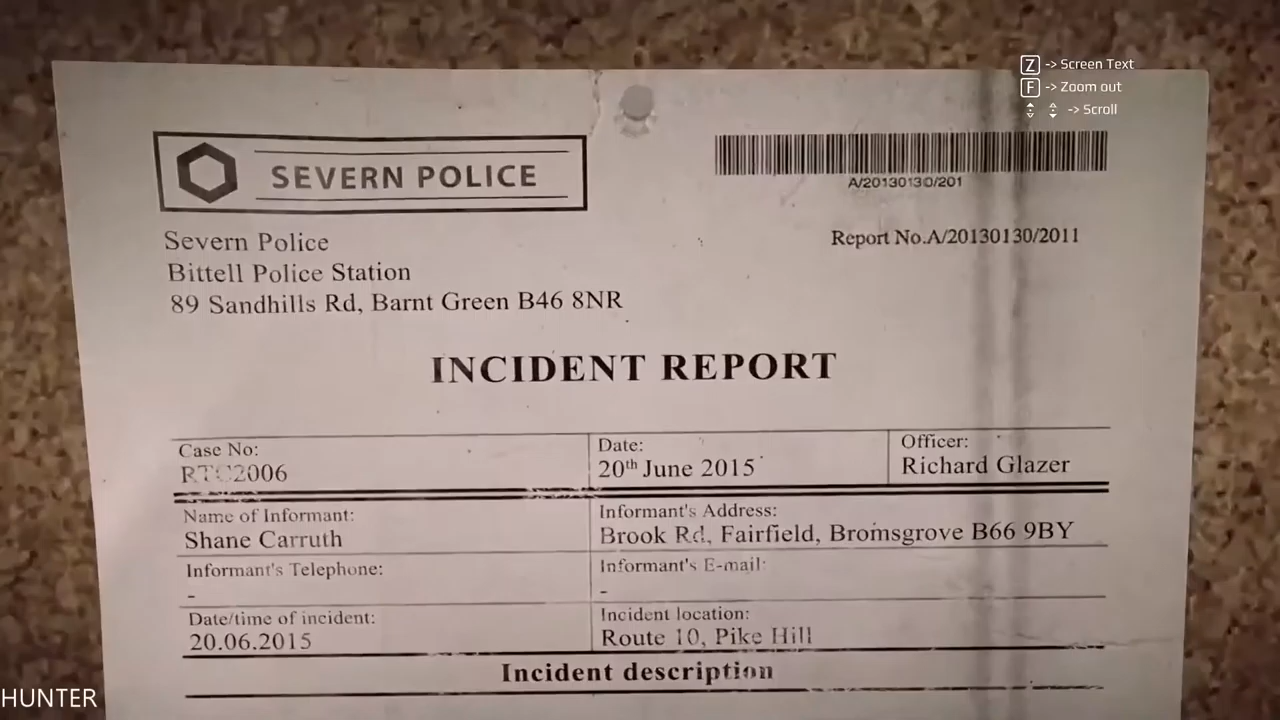 Z -> Screen Text
F -> Zoom out
-> Scroll
SEVERN POLICE
A/20130130/201
Severn Police
Report No.A/20130130/2011
Bittell Police Station
89 Sandhills Rd, Barnt Green B46 8NR
INCIDENT REPORT
Case No:
Date:
Officer:
RTC2006
20th June 2015
Richard Glazer
Name of Informant:
Informant's Address:
Shane Carruth
Brook Rd, Fairfield, Bromsgrove B66 9BY
Informant's Telephone:
Informant's E-mail:
-
-
Date/time of incident:
Incident location:
20.06.2015
Route 10, Pike Hill
Incident description
HUNTER